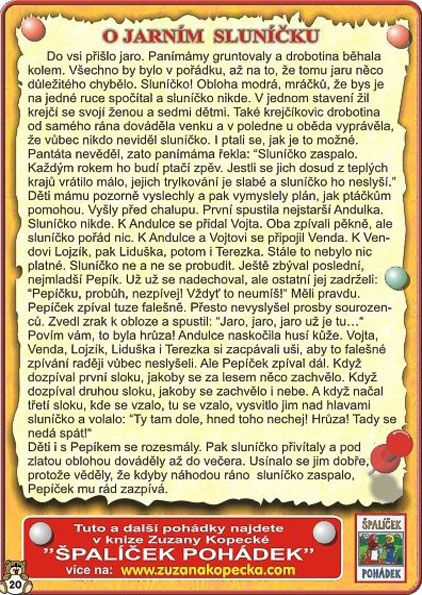 O JARNÍM SLUNÍČKU
Do vsi přišlo jaro. Panímámy gruntovaly a drobotina běhala
kolem. Všechno by bylo v pořádku, až na to, že tomu jaru něco
důležitého chybělo. Sluníčko! Obloha modrá, mráčků, že bys je
na jedné ruce spočítal a sluníčko nikde. V jednom stavení žil
krejčí se svojí ženou a sedmi dětmi. Také krejčíkovic drobotina
od samého rána dováděla venku a v poledne u oběda vyprávěla,
že vůbec nikdo neviděl sluníčko. I ptali se, jak je to možné.
Pantáta nevěděl, zato panímáma řekla: “Sluníčko zaspalo.
Každým rokem ho budí ptačí zpěv. Jestli se jich dosud z teplých
krajů vrátilo málo, jejich trylkování je slabé a sluníčko ho neslyší.”
Děti mámu pozorně vyslechly a pak vymyslely plán, jak ptáčkům
pomohou. Vyšly před chalupu. První spustila nejstarší Andulka.
Sluníčko nikde. K Andulce se přidal Vojta. Oba zpívali pěkně, ale
sluníčko pořád nic. K Andulce a Vojtovi se připojil Venda. K Ven-
dovi Lojzík, pak Liduška, potom i Terezka. Stále to nebylo nic
platné. Sluníčko ne a ne se probudit. Ještě zbýval poslední,
nejmladší Pepík. Už už se nadechoval, ale ostatní jej zadrželi:
“Pepíčku, probůh, nezpívej! Vždyť to neumíš!” Měli pravdu.
Pepíček zpíval tuze falešně. Přesto nevyslyšel prosby sourozen-
ců. Zvedl zrak k obloze a spustil: “Jaro, jaro, jaro už je tu…“
Povím vám, to byla hrůza! Andulce naskočila husí kůže. Vojta,
Venda, Lojzík, Liduška i Terezka si zacpávali uši, aby to falešné
zpívání raději vůbec neslyšeli. Ale Pepíček zpíval dál. Když
dozpíval první sloku, jakoby se za lesem něco zachvělo. Když
dozpíval druhou sloku, jakoby se zachvělo i nebe. A když načal
třetí sloku, kde se vzalo, tu se vzalo, vysvitlo jim nad hlavami
sluníčko a volalo: “Ty tam dole, hned toho nechej! Hrůza! Tady se
nedá spát!“
Děti i s Pepíkem se rozesmály. Pak sluníčko přivítaly a pod
zlatou oblohou dováděly až do večera. Usínalo se jim dobře,
protože věděly, že kdyby náhodou ráno sluníčko zaspalo,
Pepíček mu rád zazpívá.
Tuto a další pohádky najdete
v knize Zuzany Kopecké
”ŠPALÍČEK POHÁDEK”
více na: www.zuzanakopecka.com
ŠPALÍČEK
POHÁDEK
20